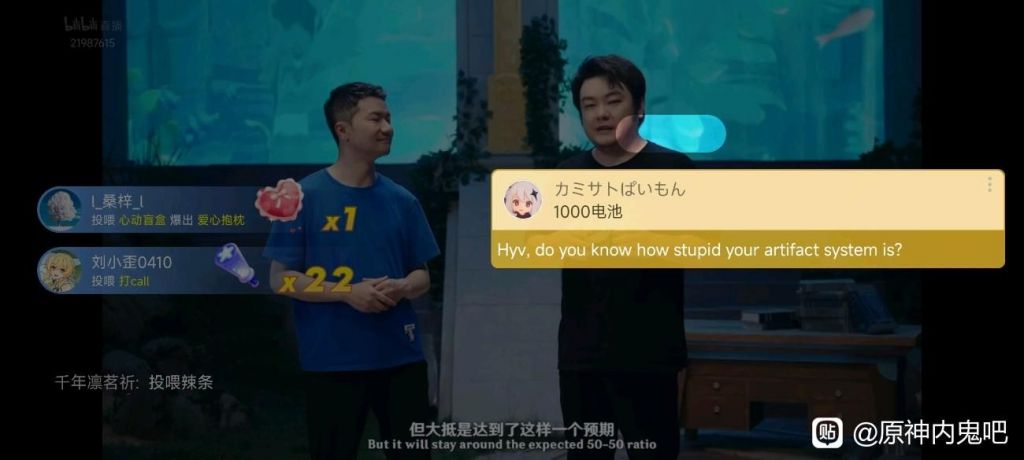 bilibili 直播
21987615
l_桑梓_l
投喂 心动盲盒 爆出 爱心抱枕
x1
刘小歪0410
投喂 打call
x22
カミサトぱいもん
1000电池
Hyv, do you know how stupid your artifact system is?
千年凛茗祈: 投喂辣条
但大抵是达到了这样一个预期
But it will stay around the expected 50-50 ratio
贴 @原神内鬼吧